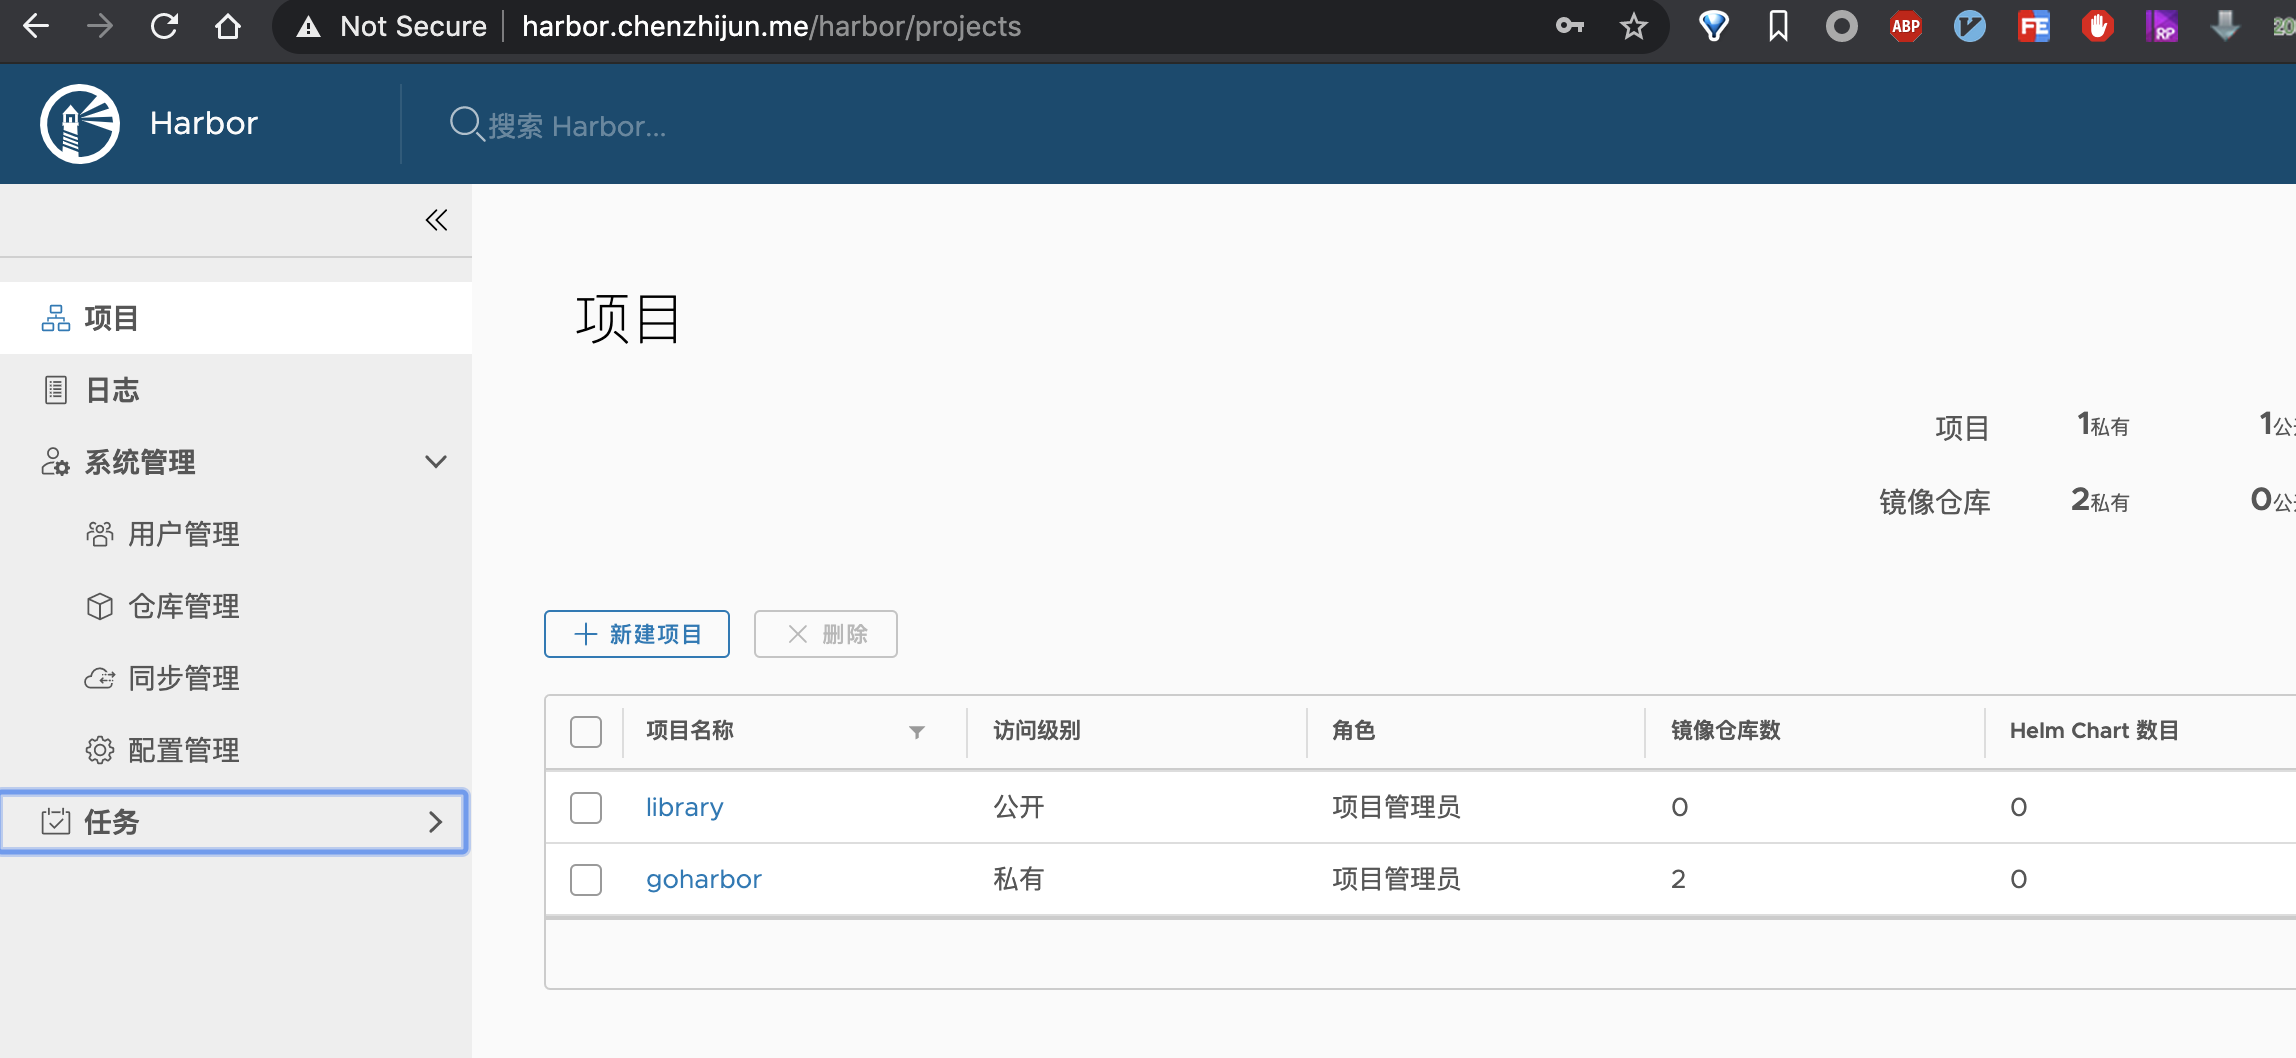 Not Secure harbor.chenzhijun.me/harbor/projects
ABP
FE
RP
20
Harbor
搜索 Harbor...
项目
日志
系统管理
用户管理
仓库管理
同步管理
配置管理
任务
项目
项目 1私有 1公
镜像仓库 2私有 0公
新建项目 删除
项目名称 访问级别 角色 镜像仓库数 Helm Chart 数目
library 公开 项目管理员 0 0
goharbor 私有 项目管理员 2 0